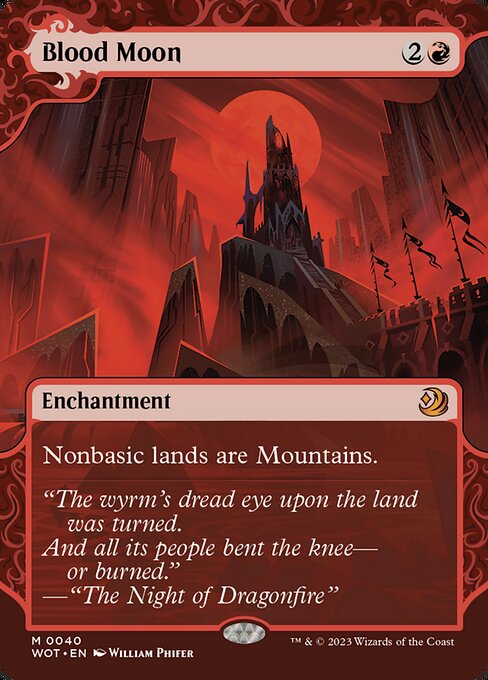 Blood Moon 2
Enchantment
Nonbasic lands are Mountains.
“The wyrm’s dread eye upon the land
was turned.
And all its people bent the knee—
or burned.”
—“The Night of Dragonfire”
M 0040
WOT • EN William Phifer
™ & © 2023 Wizards of the Coast